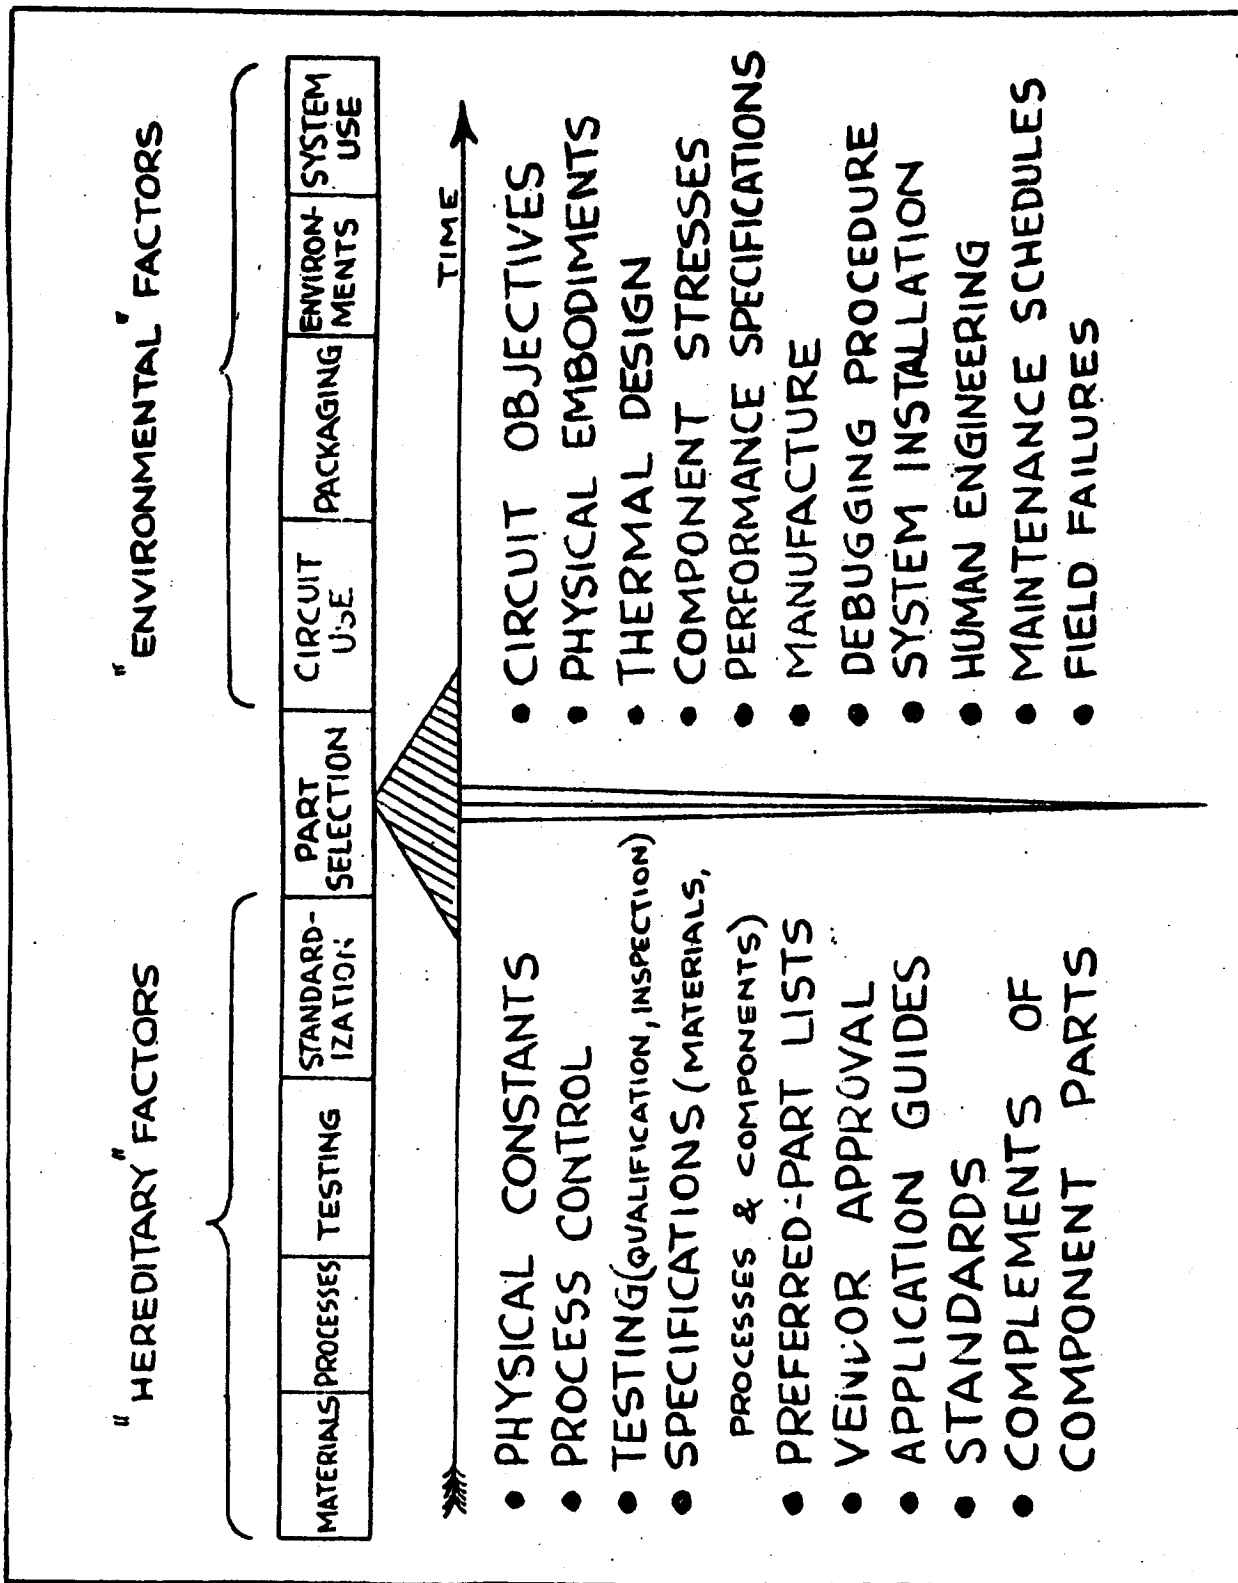 "HEREDITARY" FACTORS
"ENVIRONMENTAL" FACTORS
MATERIALS
PROCESSES
TESTING
STANDARD-
IZATION
PART
SELECTION
CIRCUIT
USE
PACKAGING
ENVIRON-
MENTS
SYSTEM
USE
TIME
• PHYSICAL CONSTANTS
• PROCESS CONTROL
• TESTING (QUALIFICATION, INSPECTION)
• SPECIFICATIONS (MATERIALS,
PROCESSES & COMPONENTS)
• PREFERRED-PART LISTS
• VENDOR APPROVAL
• APPLICATION GUIDES
• STANDARDS
• COMPLEMENTS OF
COMPONENT PARTS
• CIRCUIT OBJECTIVES
• PHYSICAL EMBODIMENTS
• THERMAL DESIGN
• COMPONENT STRESSES
• PERFORMANCE SPECIFICATIONS
• MANUFACTURE
• DEBUGGING PROCEDURE
• SYSTEM INSTALLATION
• HUMAN ENGINEERING
• MAINTENANCE SCHEDULES
• FIELD FAILURES